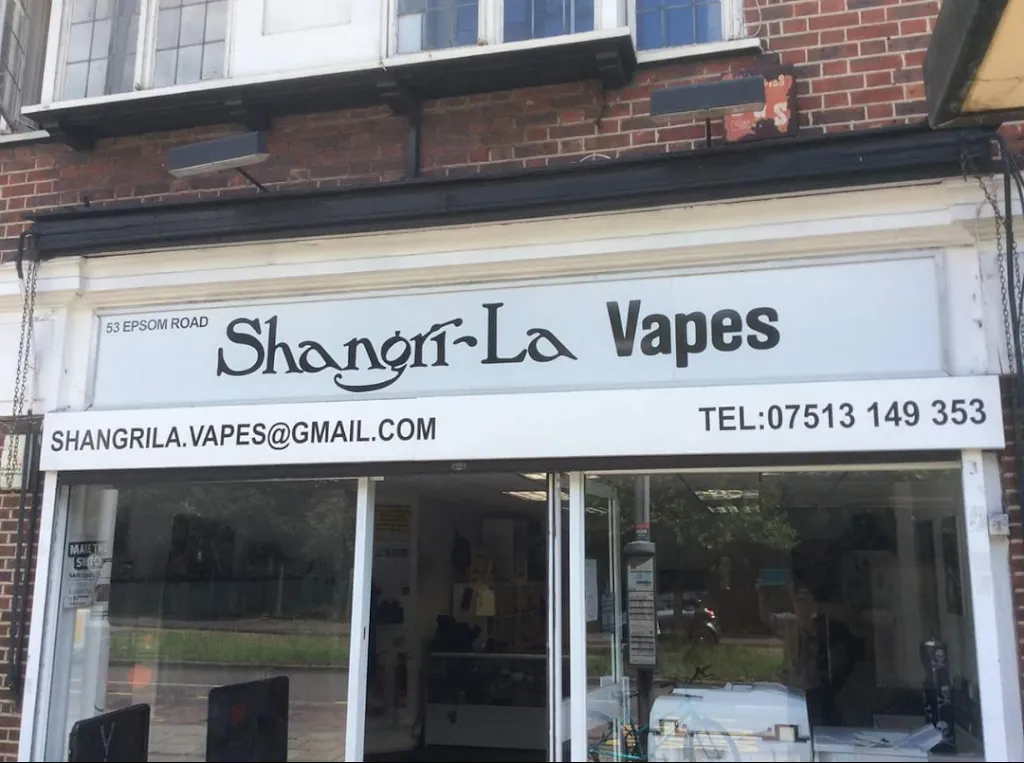 53 EPSOM ROAD
Shangri-La Vapes
SHANGRILA.VAPES@GMAIL.COM
TEL:07513 149 353